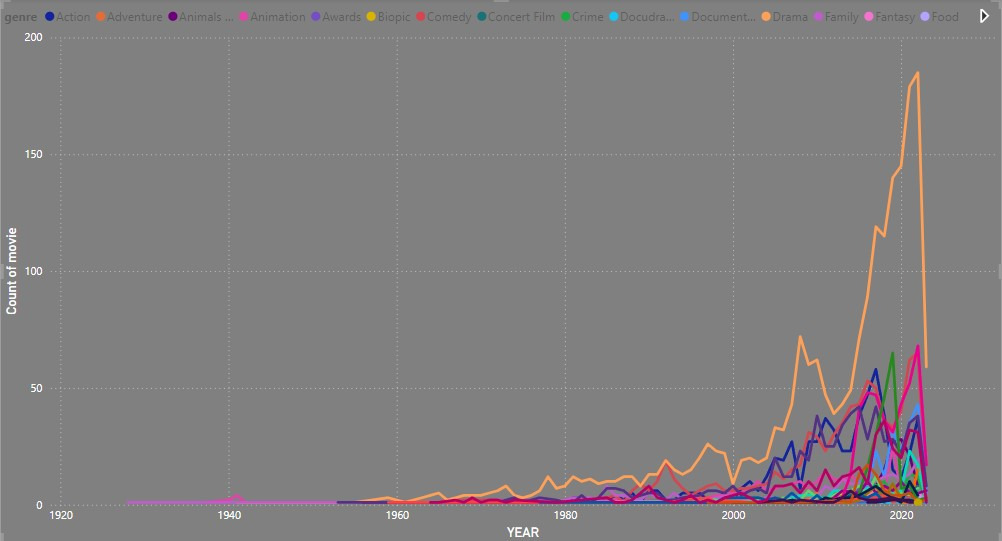 genre Action Adventure Animals ... Animation Awards Biopic Comedy Concert Film Crime Docudra... Document... Drama Family Fantasy Food
200
150
100
50
0
Count of movie
1920 1940 1960 1980 2000 2020
YEAR